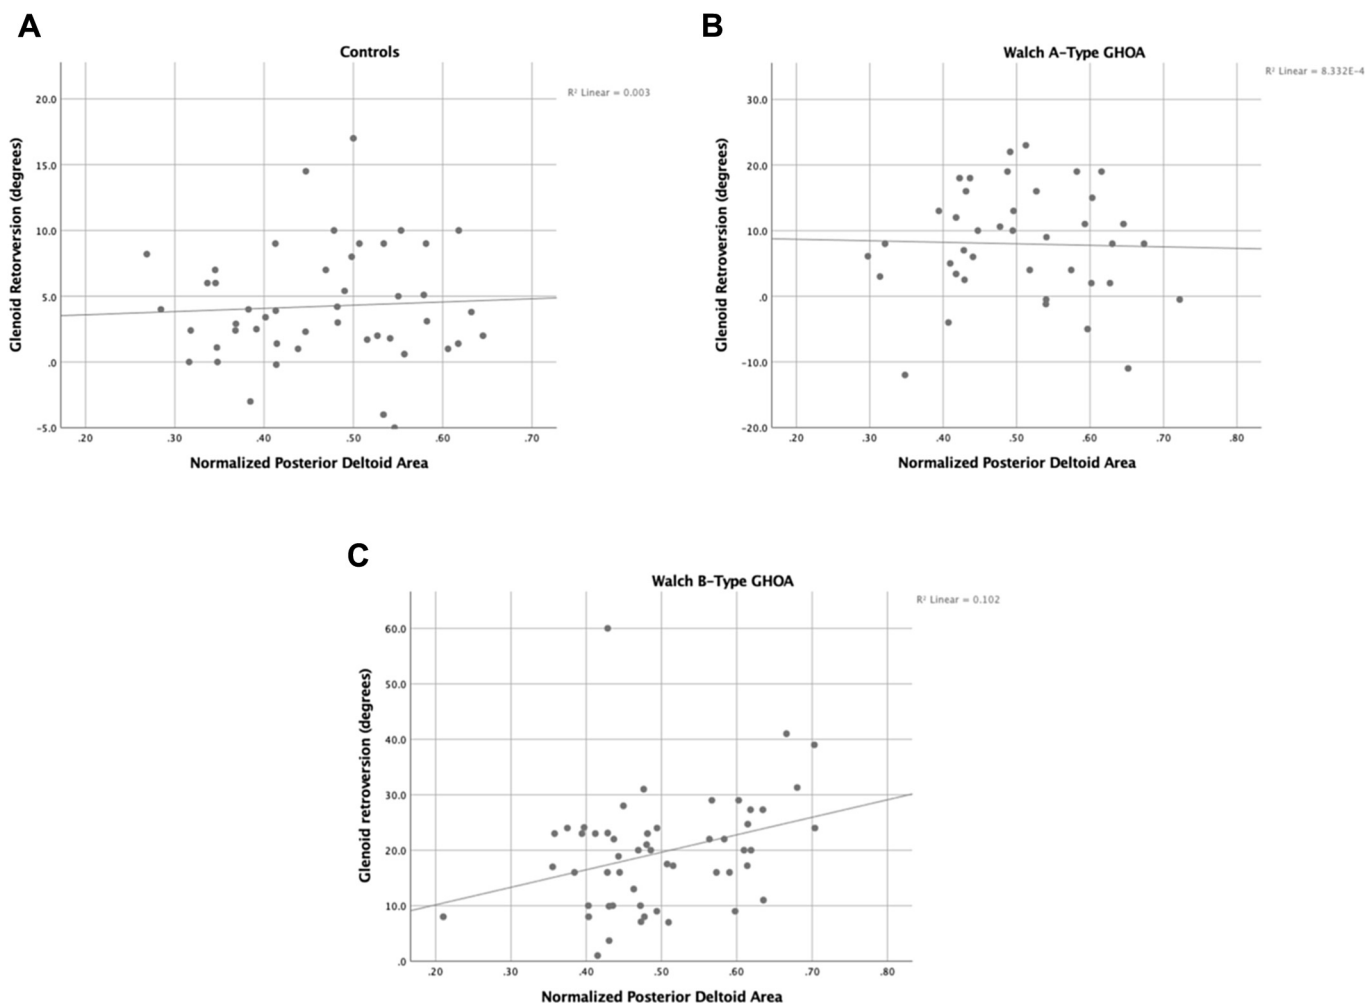 A
Controls
R² Linear = 0.003
Glenoid Retorversion (degrees)
20.0
15.0
10.0
5.0
.0
-5.0
.20 .30 .40 .50 .60 .70
Normalized Posterior Deltoid Area
B
Walch A-Type GHOA
R² Linear = 8.332E-4
Glenoid Retroversion (degrees)
30.0
20.0
10.0
.0
-10.0
-20.0
.20 .30 .40 .50 .60 .70 .80
Normalized Posterior Deltoid Area
C
Walch B-Type GHOA
R² Linear = 0.102
Glenoid retroversion (degrees)
60.0
50.0
40.0
30.0
20.0
10.0
.0
.20 .30 .40 .50 .60 .70 .80
Normalized Posterior Deltoid Area